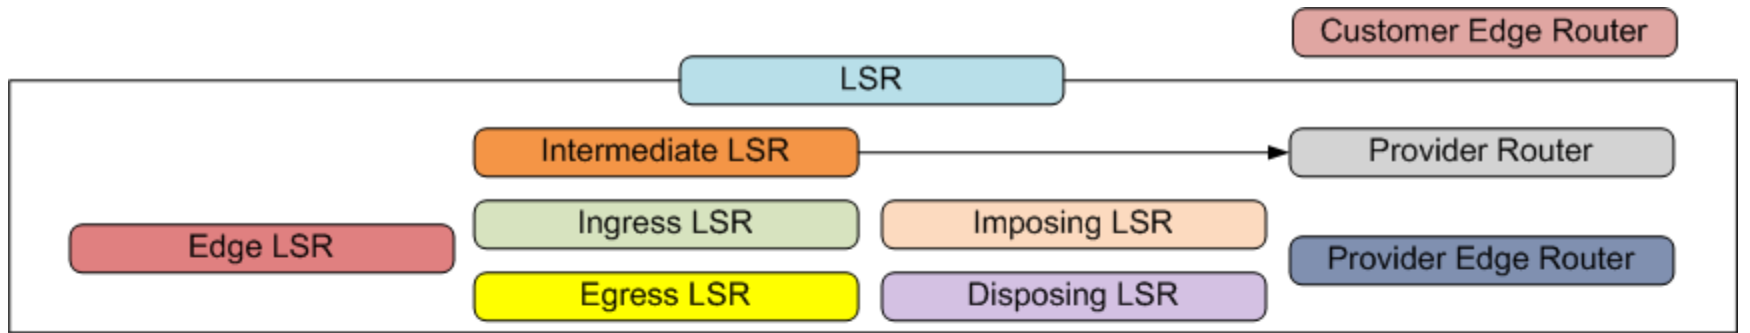 Customer Edge Router
LSR
Intermediate LSR
Provider Router
Ingress LSR
Imposing LSR
Edge LSR
Provider Edge Router
Egress LSR
Disposing LSR